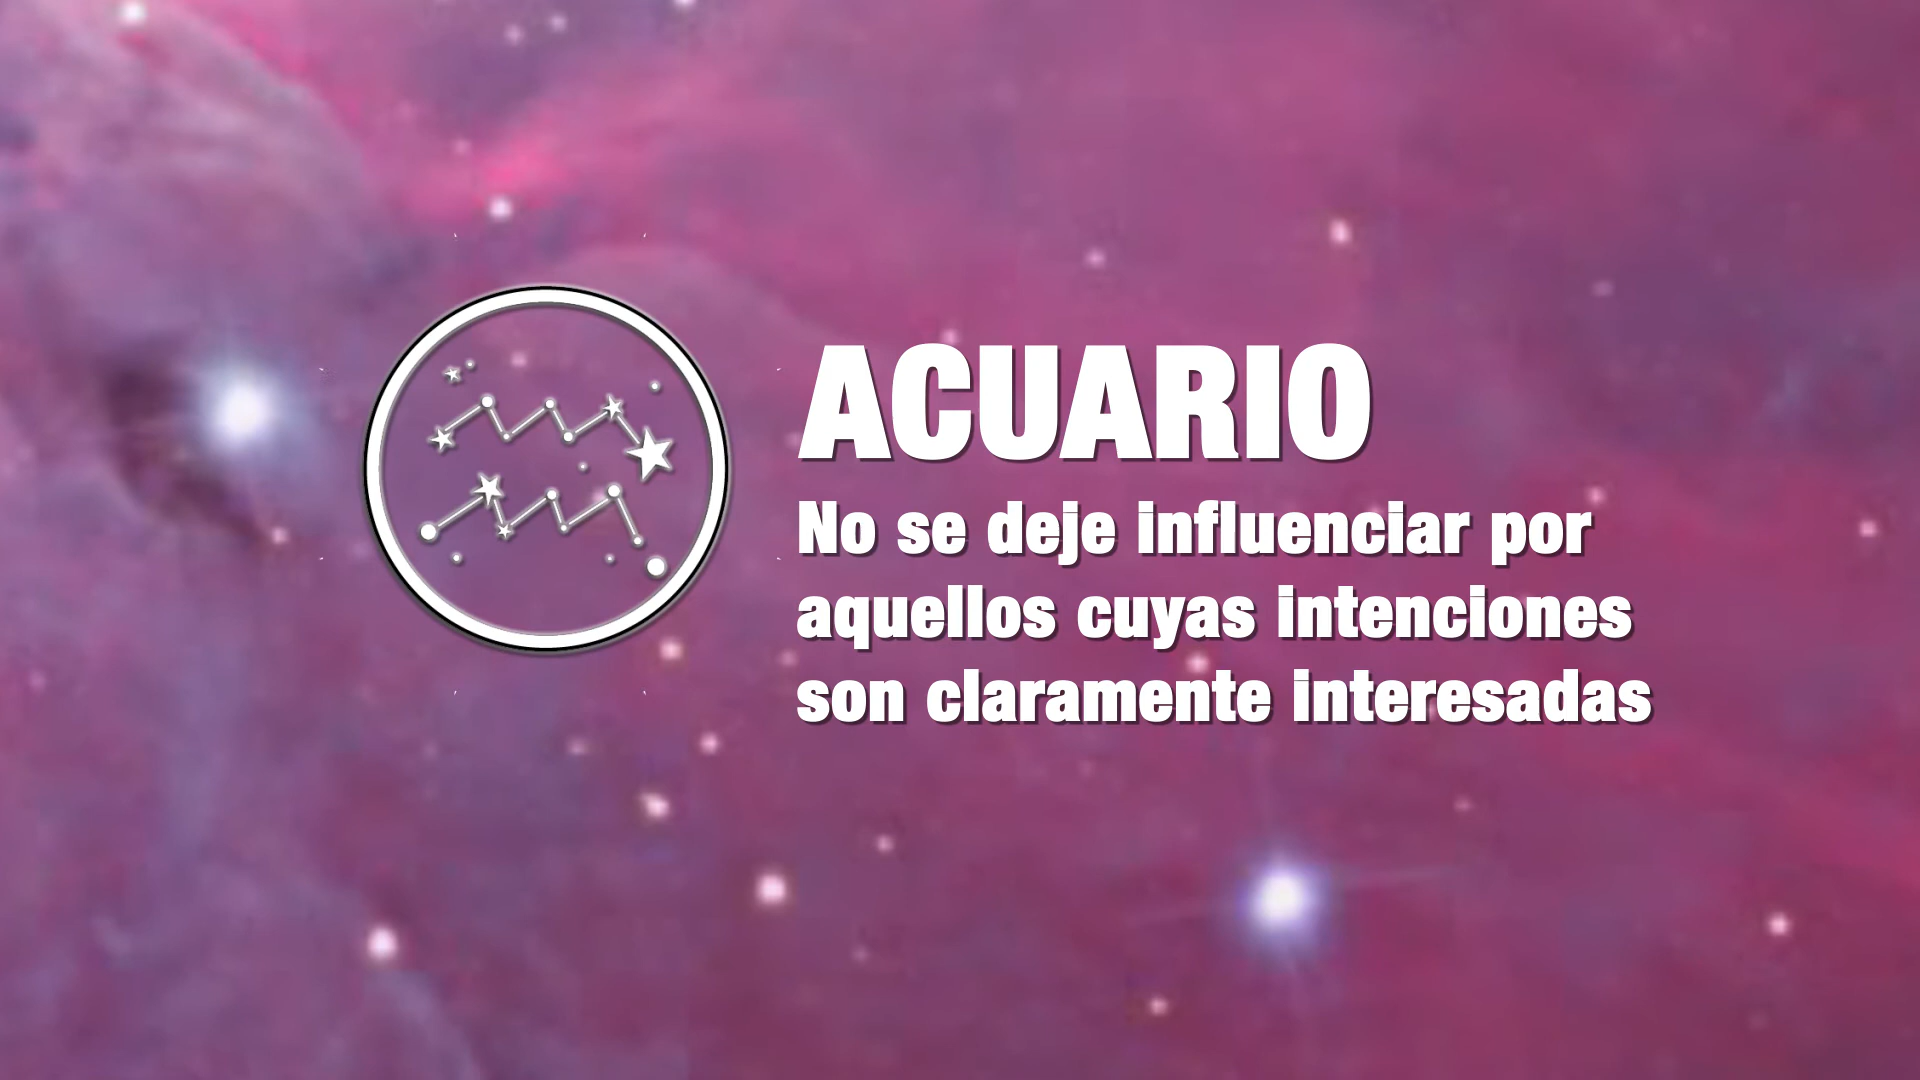 ACUARIO
No se deje influenciar por
aquellos cuyas intenciones
son claramente interesadas